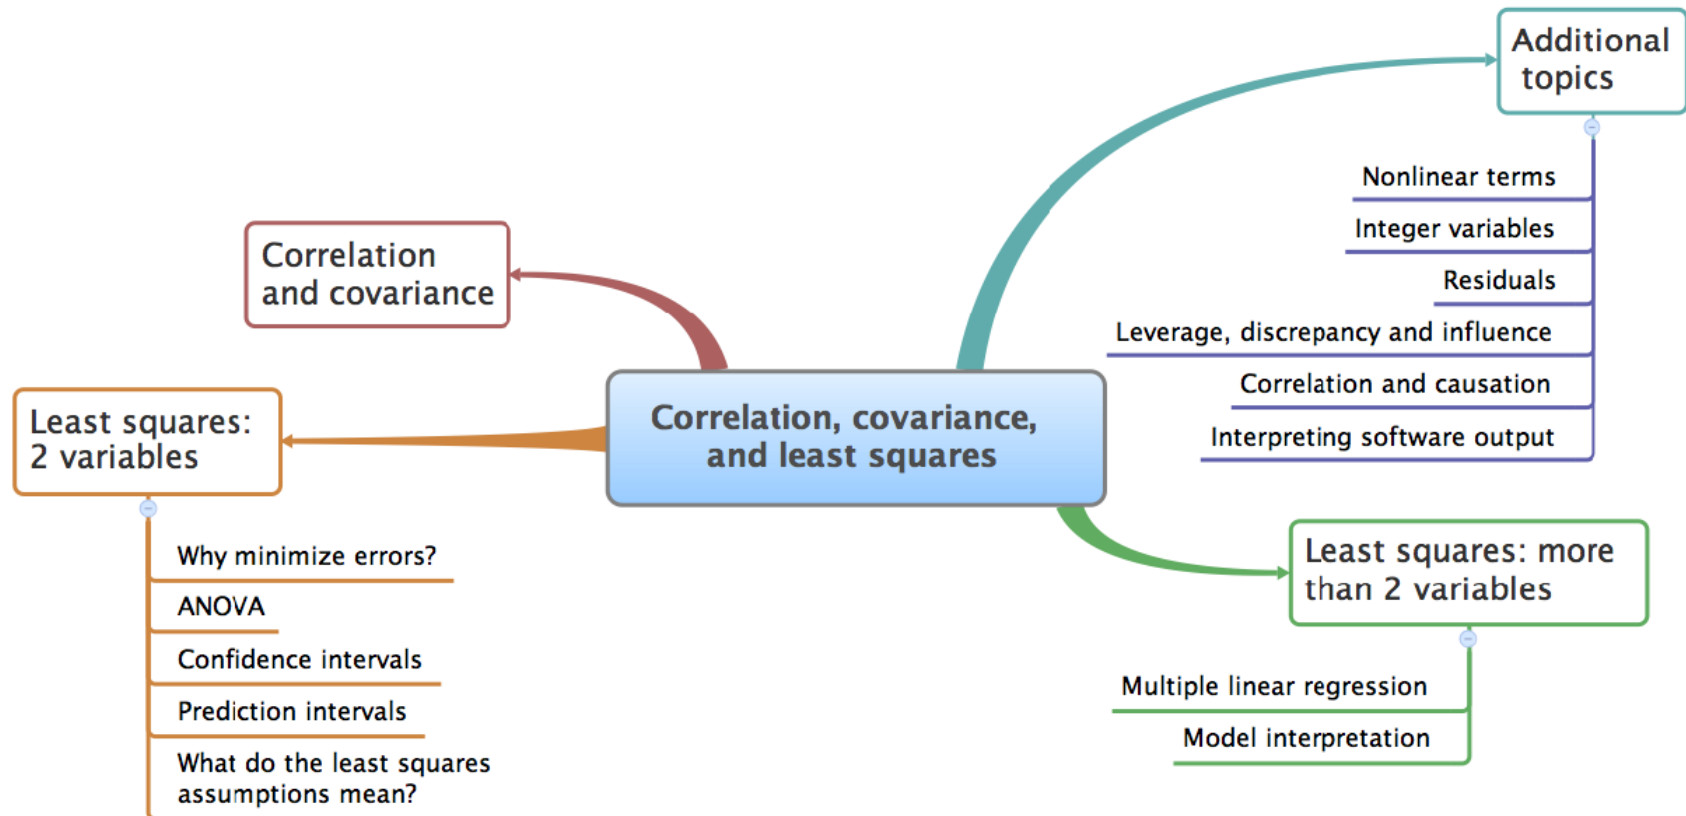 Additional
topics
Nonlinear terms
Integer variables
Residuals
Leverage, discrepancy and influence
Correlation and causation
Interpreting software output
Correlation
and covariance
Correlation, covariance,
and least squares
Least squares:
2 variables
Why minimize errors?
ANOVA
Confidence intervals
Prediction intervals
What do the least squares
assumptions mean?
Least squares: more
than 2 variables
Multiple linear regression
Model interpretation